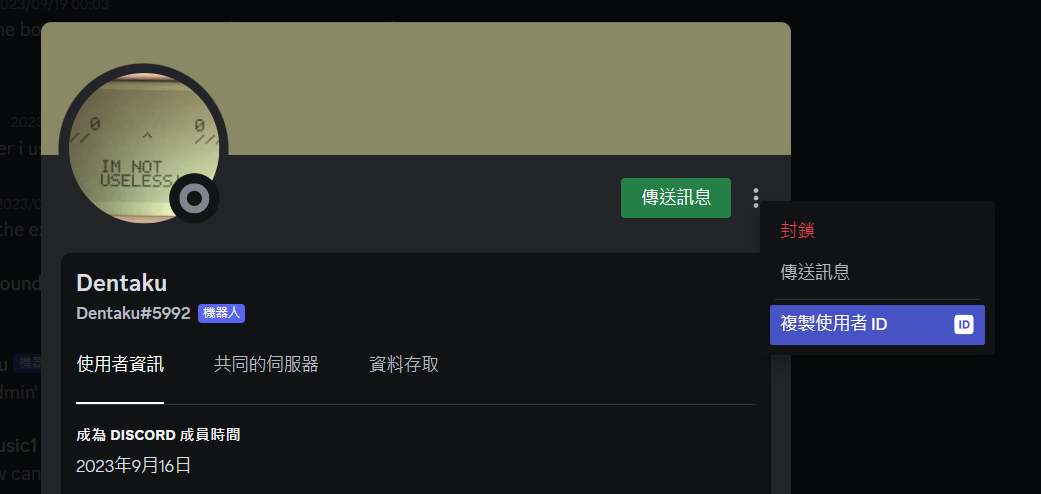 2023/09/19 00:03
he bo
2023
er i us
2023/0
the ex
ound
u 機器
dmin'
usic1
w can
0 ^ 0
// //
IM NOT
USELESS!
傳送訊息
封鎖
傳送訊息
複製使用者 ID
ID
Dentaku
Dentaku#5992 機器人
使用者資訊 共同的伺服器 資料存取
成為 DISCORD 成員時間
2023年9月16日